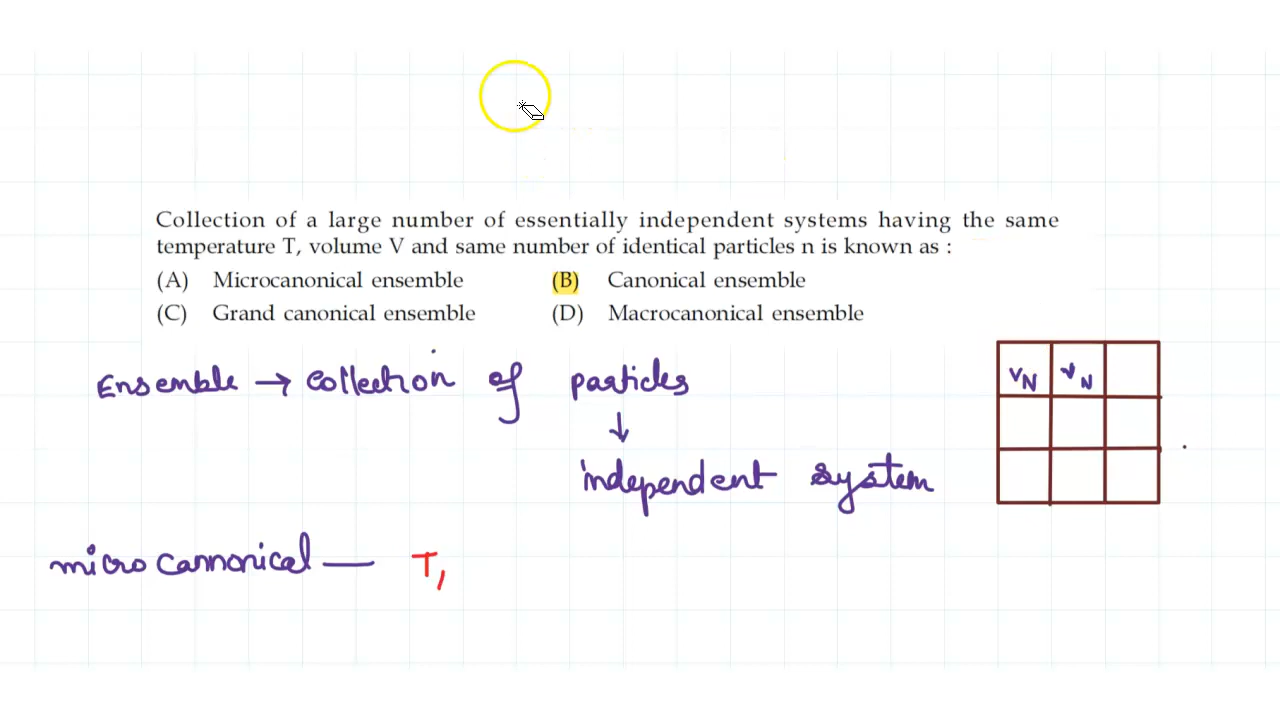 Collection of a large number of essentially independent systems having the same
temperature T, volume V and same number of identical particles n is known as :
(A) Microcanonical ensemble (B) Canonical ensemble
(C) Grand canonical ensemble (D) Macrocanonical ensemble
Ensemble → Collection of particles
↓
independent system
VN VN
microcannonical — T,